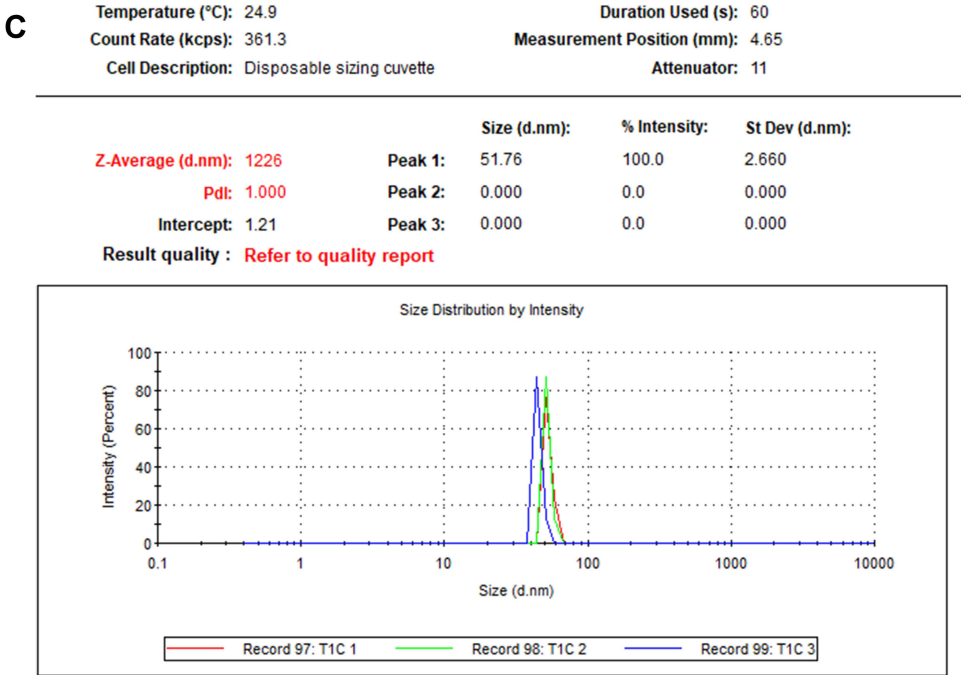 C
Temperature (°C): 24.9 Duration Used (s): 60
Count Rate (kcps): 361.3 Measurement Position (mm): 4.65
Cell Description: Disposable sizing cuvette Attenuator: 11
Size (d.nm): % Intensity: St Dev (d.nm):
Z-Average (d.nm): 1226 Peak 1: 51.76 100.0 2.660
PdI: 1.000 Peak 2: 0.000 0.0 0.000
Intercept: 1.21 Peak 3: 0.000 0.0 0.000
Result quality : Refer to quality report
Size Distribution by Intensity
Intensity (Percent)
100
80
60
40
20
0
0.1 1 10 100 1000 10000
Size (d.nm)
Record 97: T1C 1 Record 98: T1C 2 Record 99: T1C 3